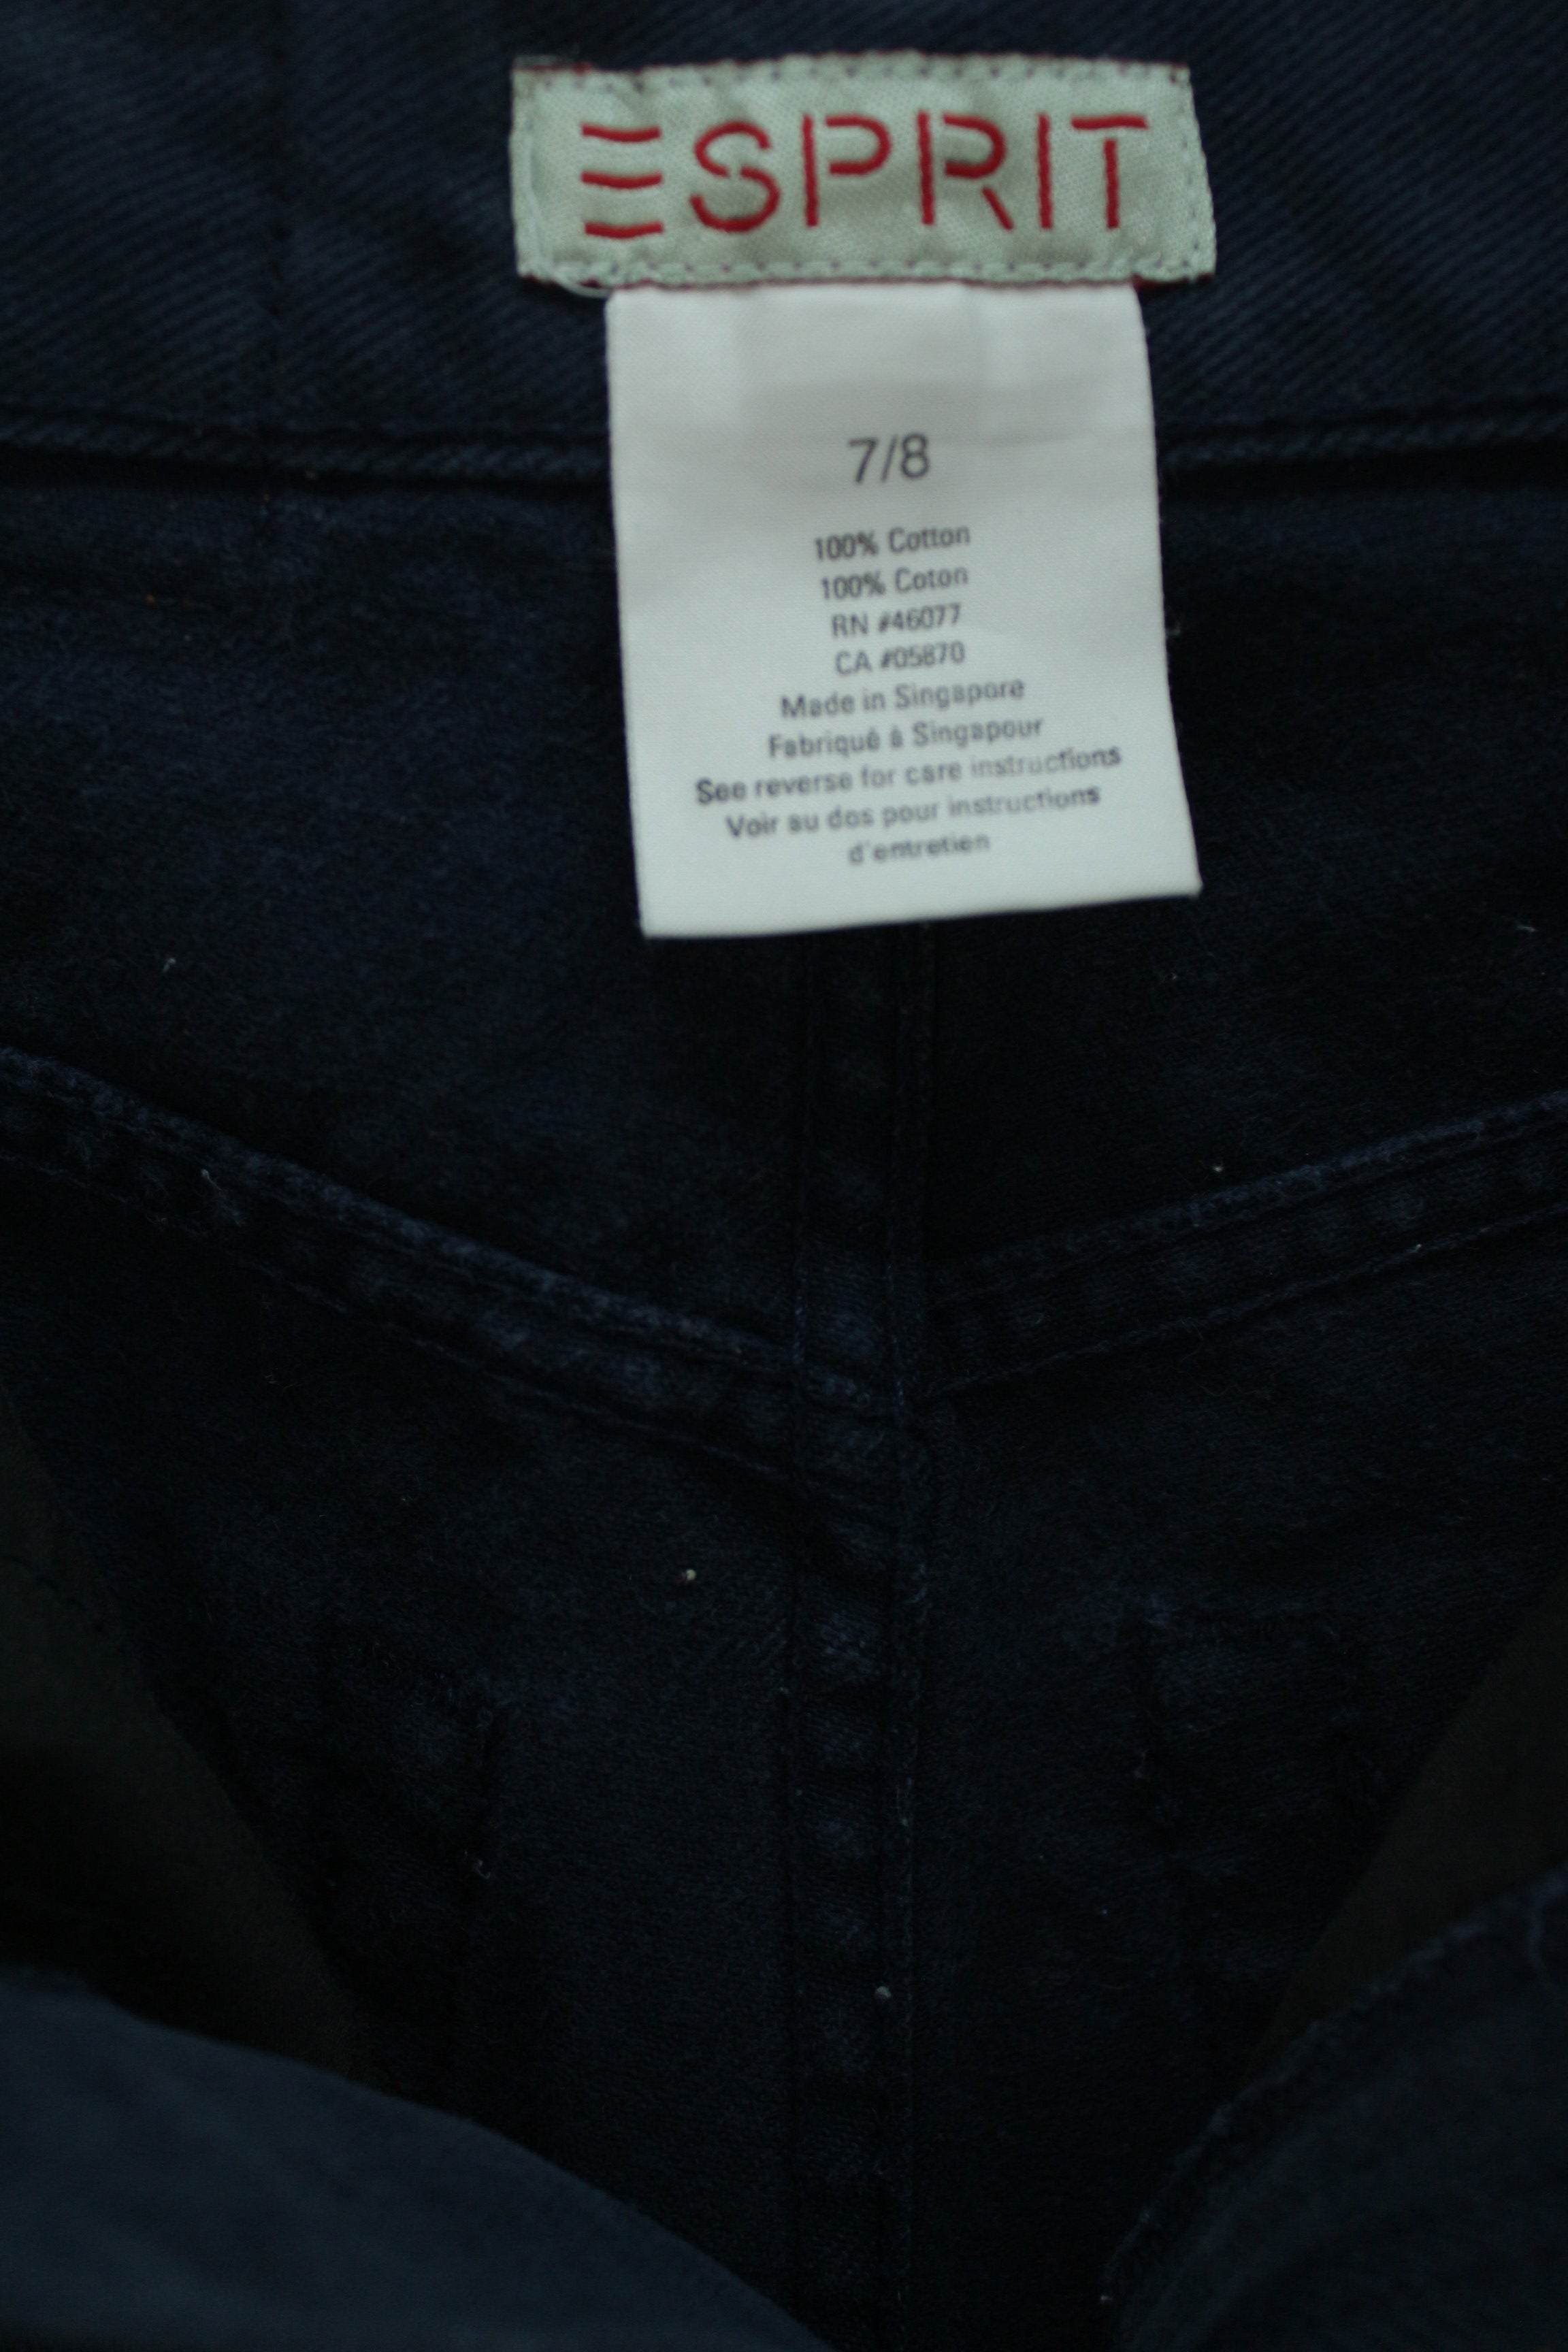 ESPRIT
7/8
100% Cotton
100% Coton
RN #46077
CA #05870
Made in Singapore
Fabriqué à Singapour
See reverse for care instructions
Voir au dos pour instructions
d'entretien